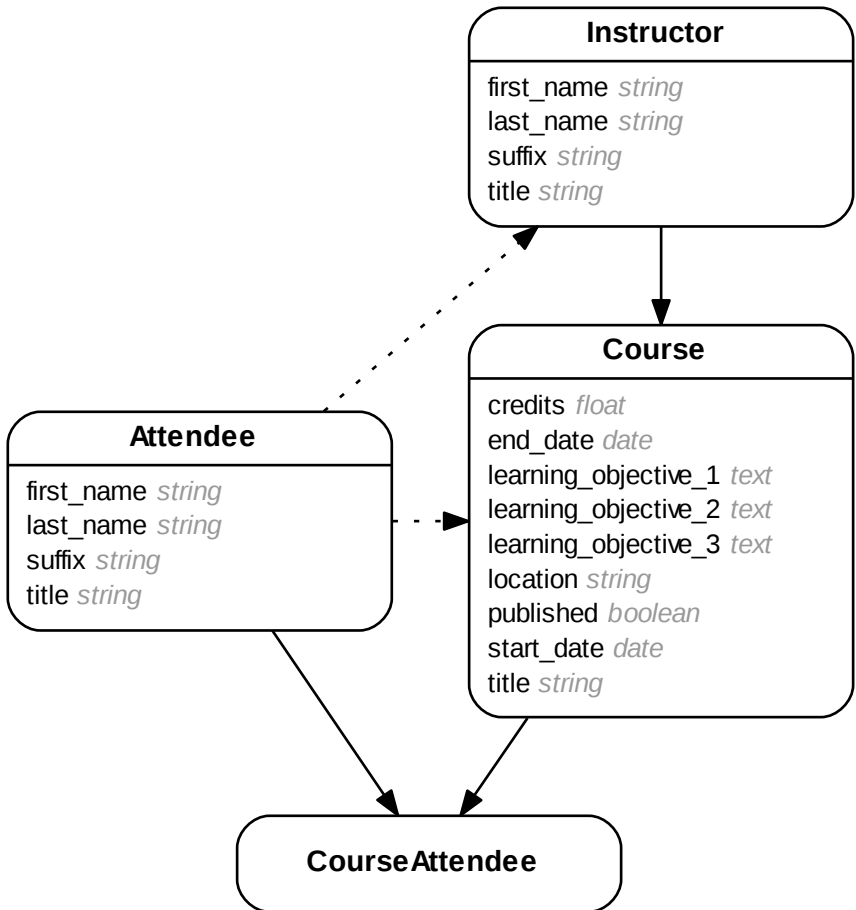 Instructor
first_name string
last_name string
suffix string
title string
Course
credits float
end_date date
learning_objective_1 text
learning_objective_2 text
learning_objective_3 text
location string
published boolean
start_date date
title string
Attendee
first_name string
last_name string
suffix string
title string
CourseAttendee